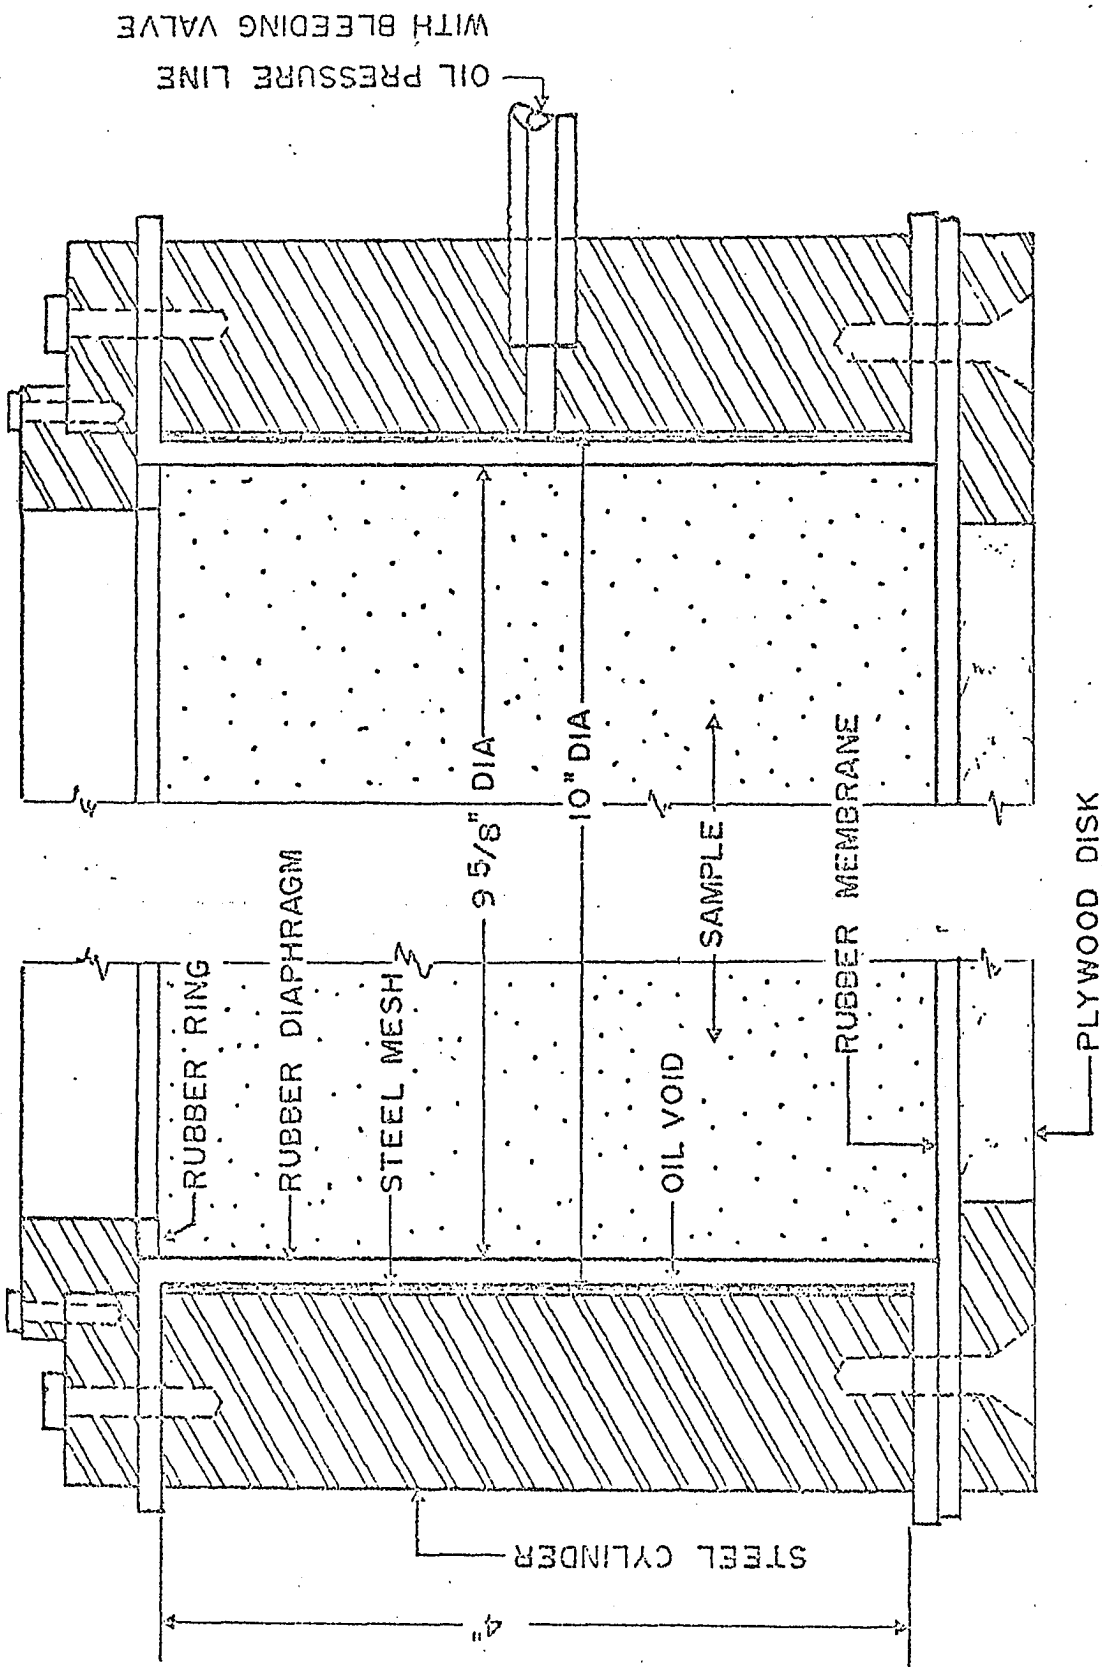 OIL PRESSURE LINE
WITH BLEEDING VALVE
RUBBER RING
RUBBER DIAPHRAGM
STEEL MESH
9 5/8" DIA
10" DIA
SAMPLE
OIL VOID
RUBBER MEMBRANE
PLYWOOD DISK
STEEL CYLINDER
4"